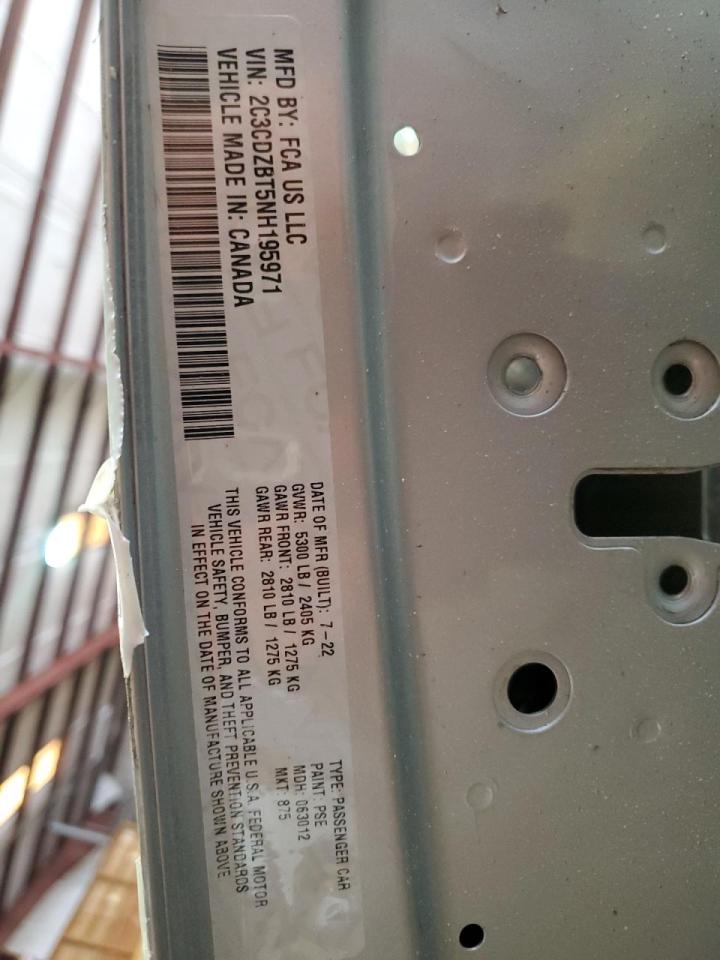 MFD BY: FCA US LLC
VIN: 2C3CDZBT5NH195971
VEHICLE MADE IN: CANADA
DATE OF MFR (BUILT): 7-22
GVWR: 5300 LB / 2405 KG
GAWR FRONT: 2810 LB / 1275 KG
GAWR REAR: 2810 LB / 1275 KG
THIS VEHICLE CONFORMS TO ALL APPLICABLE U.S.A. FEDERAL MOTOR
VEHICLE SAFETY, BUMPER, AND THEFT PREVENTION STANDARDS
IN EFFECT ON THE DATE OF MANUFACTURE SHOWN ABOVE
TYPE: PASSENGER CAR
PAINT: PSE
MDH: 063012
MKT: 875